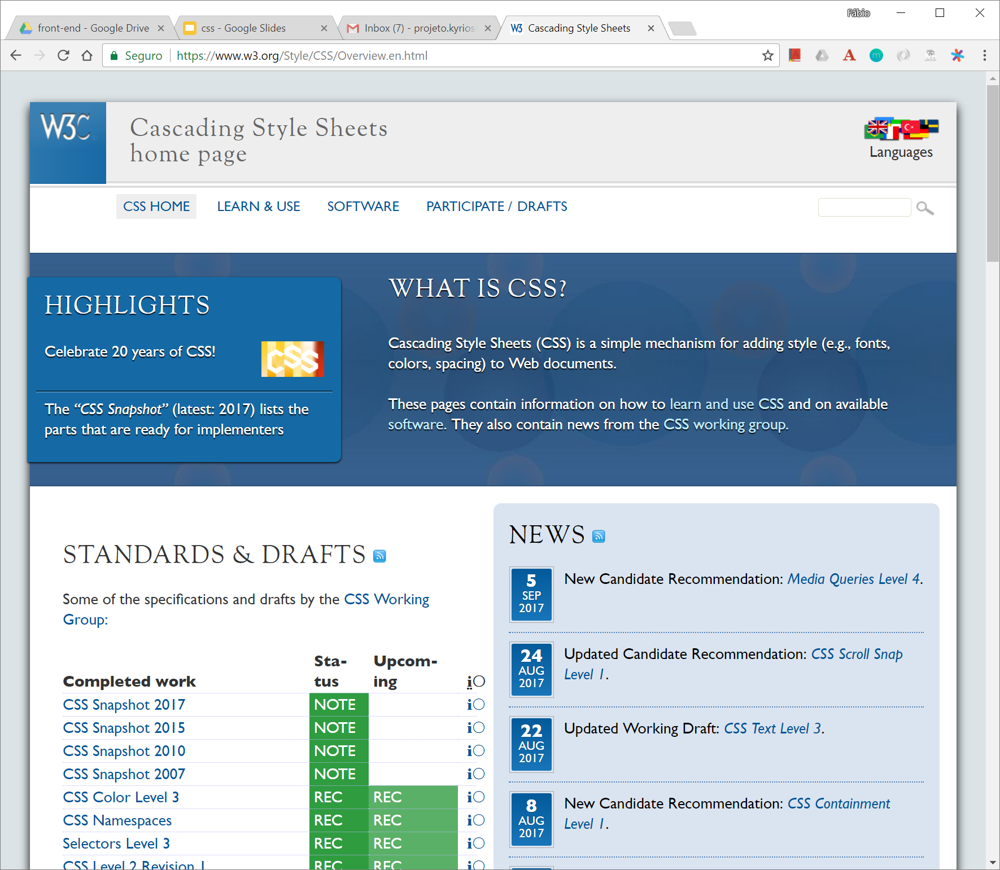 Fábio
front-end - Google Drive
css - Google Slides
Inbox (7) - projeto.kyrios
Cascading Style Sheets
Seguro
https://www.w3.org/Style/CSS/Overview.en.html
W3C
Cascading Style Sheets
home page
Languages
CSS HOME
LEARN & USE
SOFTWARE
PARTICIPATE / DRAFTS
HIGHLIGHTS
Celebrate 20 years of CSS!
CSS
The “CSS Snapshot” (latest: 2017) lists the
parts that are ready for implementers
WHAT IS CSS?
Cascading Style Sheets (CSS) is a simple mechanism for adding style (e.g., fonts,
colors, spacing) to Web documents.
These pages contain information on how to learn and use CSS and on available
software. They also contain news from the CSS working group.
STANDARDS & DRAFTS
Some of the specifications and drafts by the CSS Working
Group:
Completed work Sta- Upcom-
tus ing i○
CSS Snapshot 2017 NOTE i○
CSS Snapshot 2015 NOTE i○
CSS Snapshot 2010 NOTE i○
CSS Snapshot 2007 NOTE i○
CSS Color Level 3 REC REC i○
CSS Namespaces REC REC i○
Selectors Level 3 REC REC i○
CSS Level 2 Revision 1 REC REC i○
NEWS
5
SEP
2017
New Candidate Recommendation: Media Queries Level 4.
24
AUG
2017
Updated Candidate Recommendation: CSS Scroll Snap
Level 1.
22
AUG
2017
Updated Working Draft: CSS Text Level 3.
8
AUG
2017
New Candidate Recommendation: CSS Containment
Level 1.